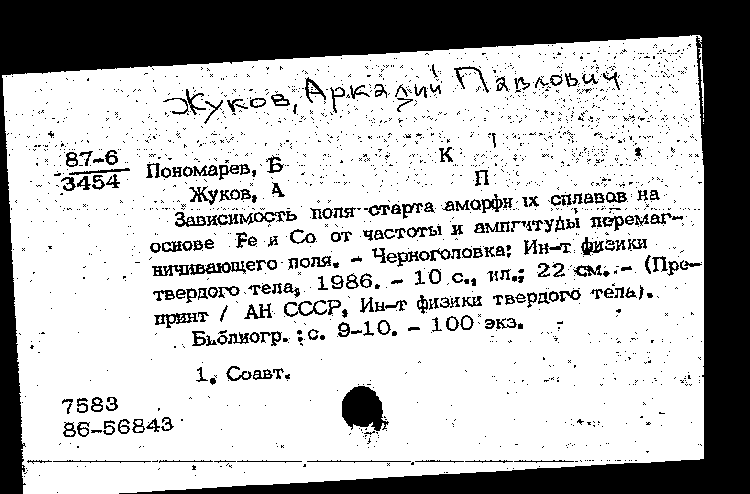 Жуков, Аркадий Павлович
87-6
3454
Пономарев, Б К
Жуков, А П
Зависимость поля старта аморфных сплавов на
основе Fe и Co от частоты и амплитуды перемаг-
ничивающего поля. - Черноголовка: Ин-т физики
твердого тела, 1986. - 10 с., ил.; 22 см. - (Пре-
принт / АН СССР, Ин-т физики твердого тела).
Библиогр.: с. 9-10. - 100 экз.
1. Соавт.
7583
86-56843